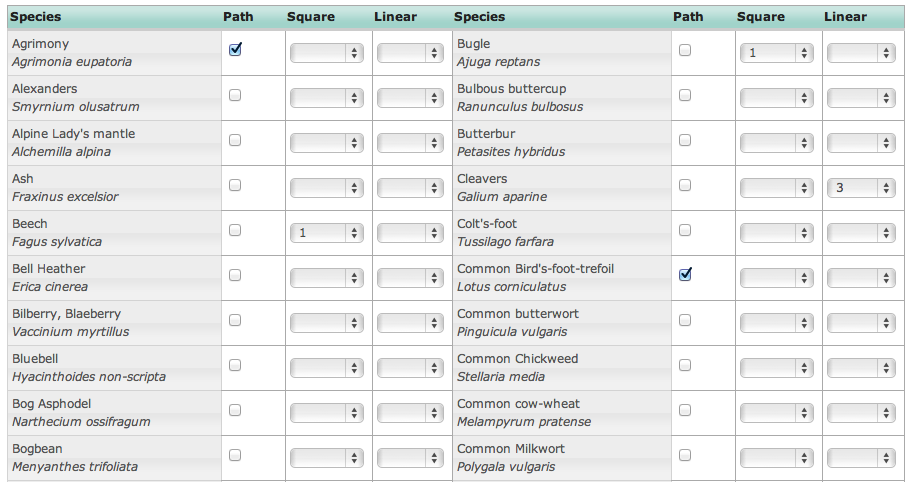 Species Path Square Linear Species Path Square Linear
Agrimony Bugle
Agrimonia eupatoria 1 Ajuga reptans
Alexanders Bulbous buttercup
Smyrnium olusatrum Ranunculus bulbosus
Alpine Lady's mantle Butterbur
Alchemilla alpina Petasites hybridus
Ash Cleavers
Fraxinus excelsior Galium aparine 3
Beech Colt's-foot
Fagus sylvatica 1 Tussilago farfara
Bell Heather Common Bird's-foot-trefoil
Erica cinerea Lotus corniculatus
Bilberry, Blaeberry Common butterwort
Vaccinium myrtillus Pinguicula vulgaris
Bluebell Common Chickweed
Hyacinthoides non-scripta Stellaria media
Bog Asphodel Common cow-wheat
Narthecium ossifragum Melampyrum pratense
Bogbean Common Milkwort
Menyanthes trifoliata Polygala vulgaris